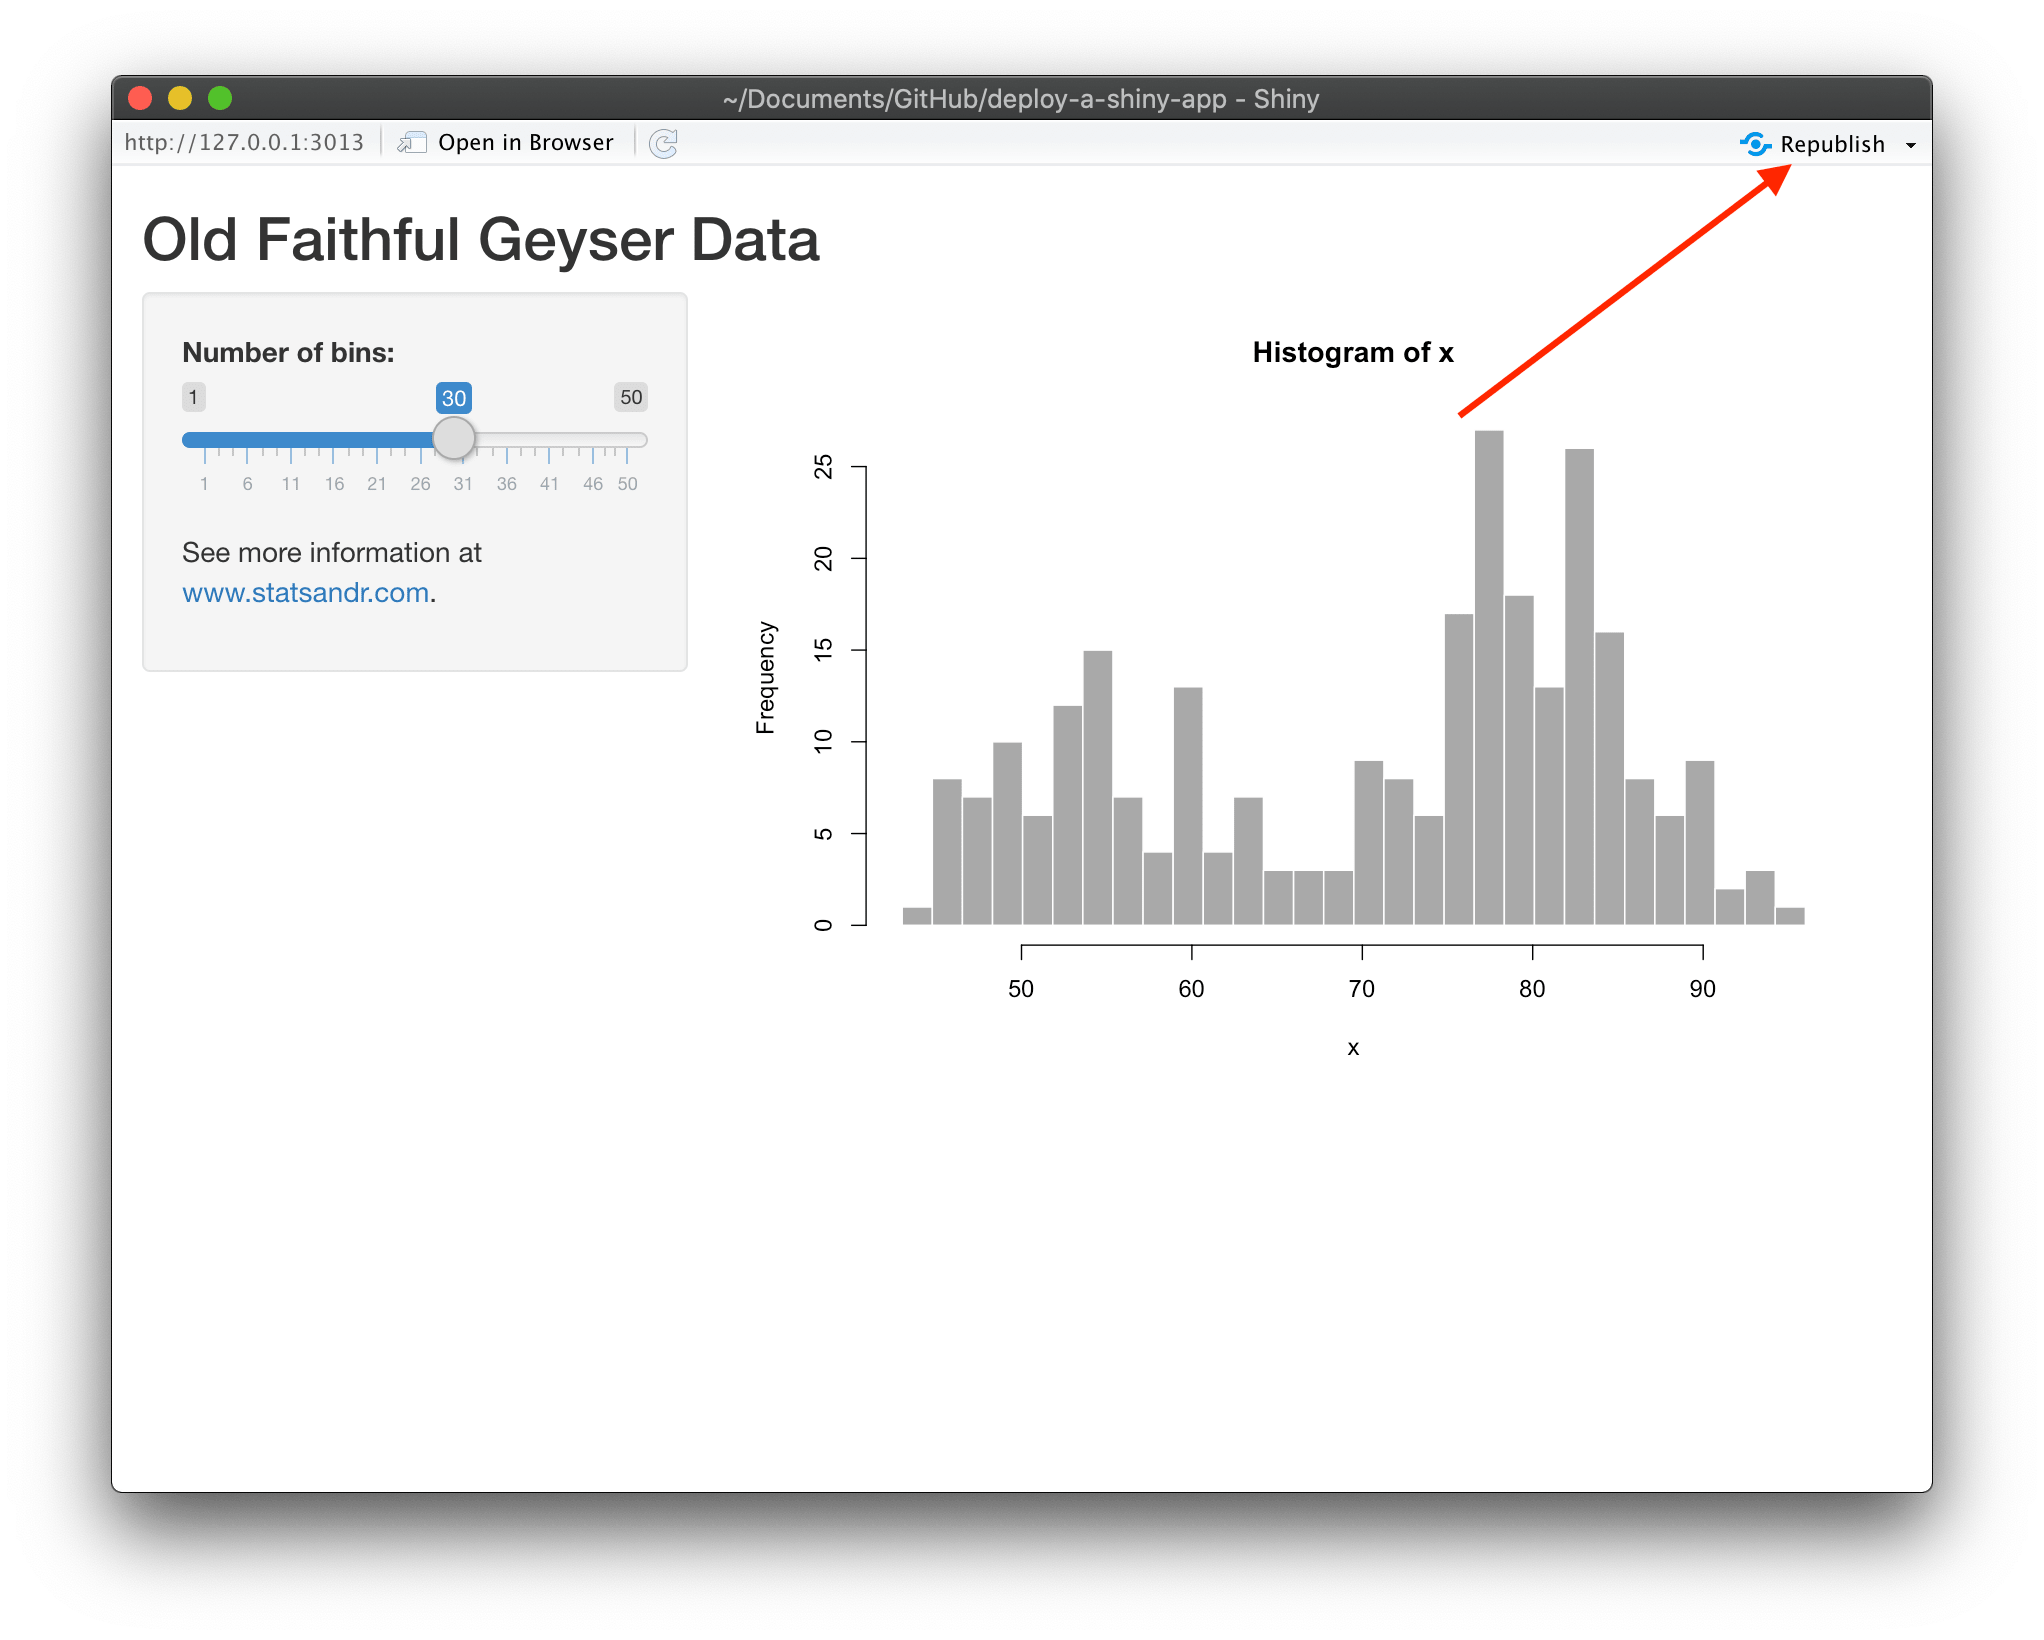 ~/Documents/GitHub/deploy-a-shiny-app - Shiny
http://127.0.0.1:3013 Open in Browser Republish
Old Faithful Geyser Data
Number of bins:
1 30 50
1 6 11 16 21 26 31 36 41 46 50
See more information at
www.statsandr.com.
Histogram of x
Frequency
25
20
15
10
5
0
50 60 70 80 90
x